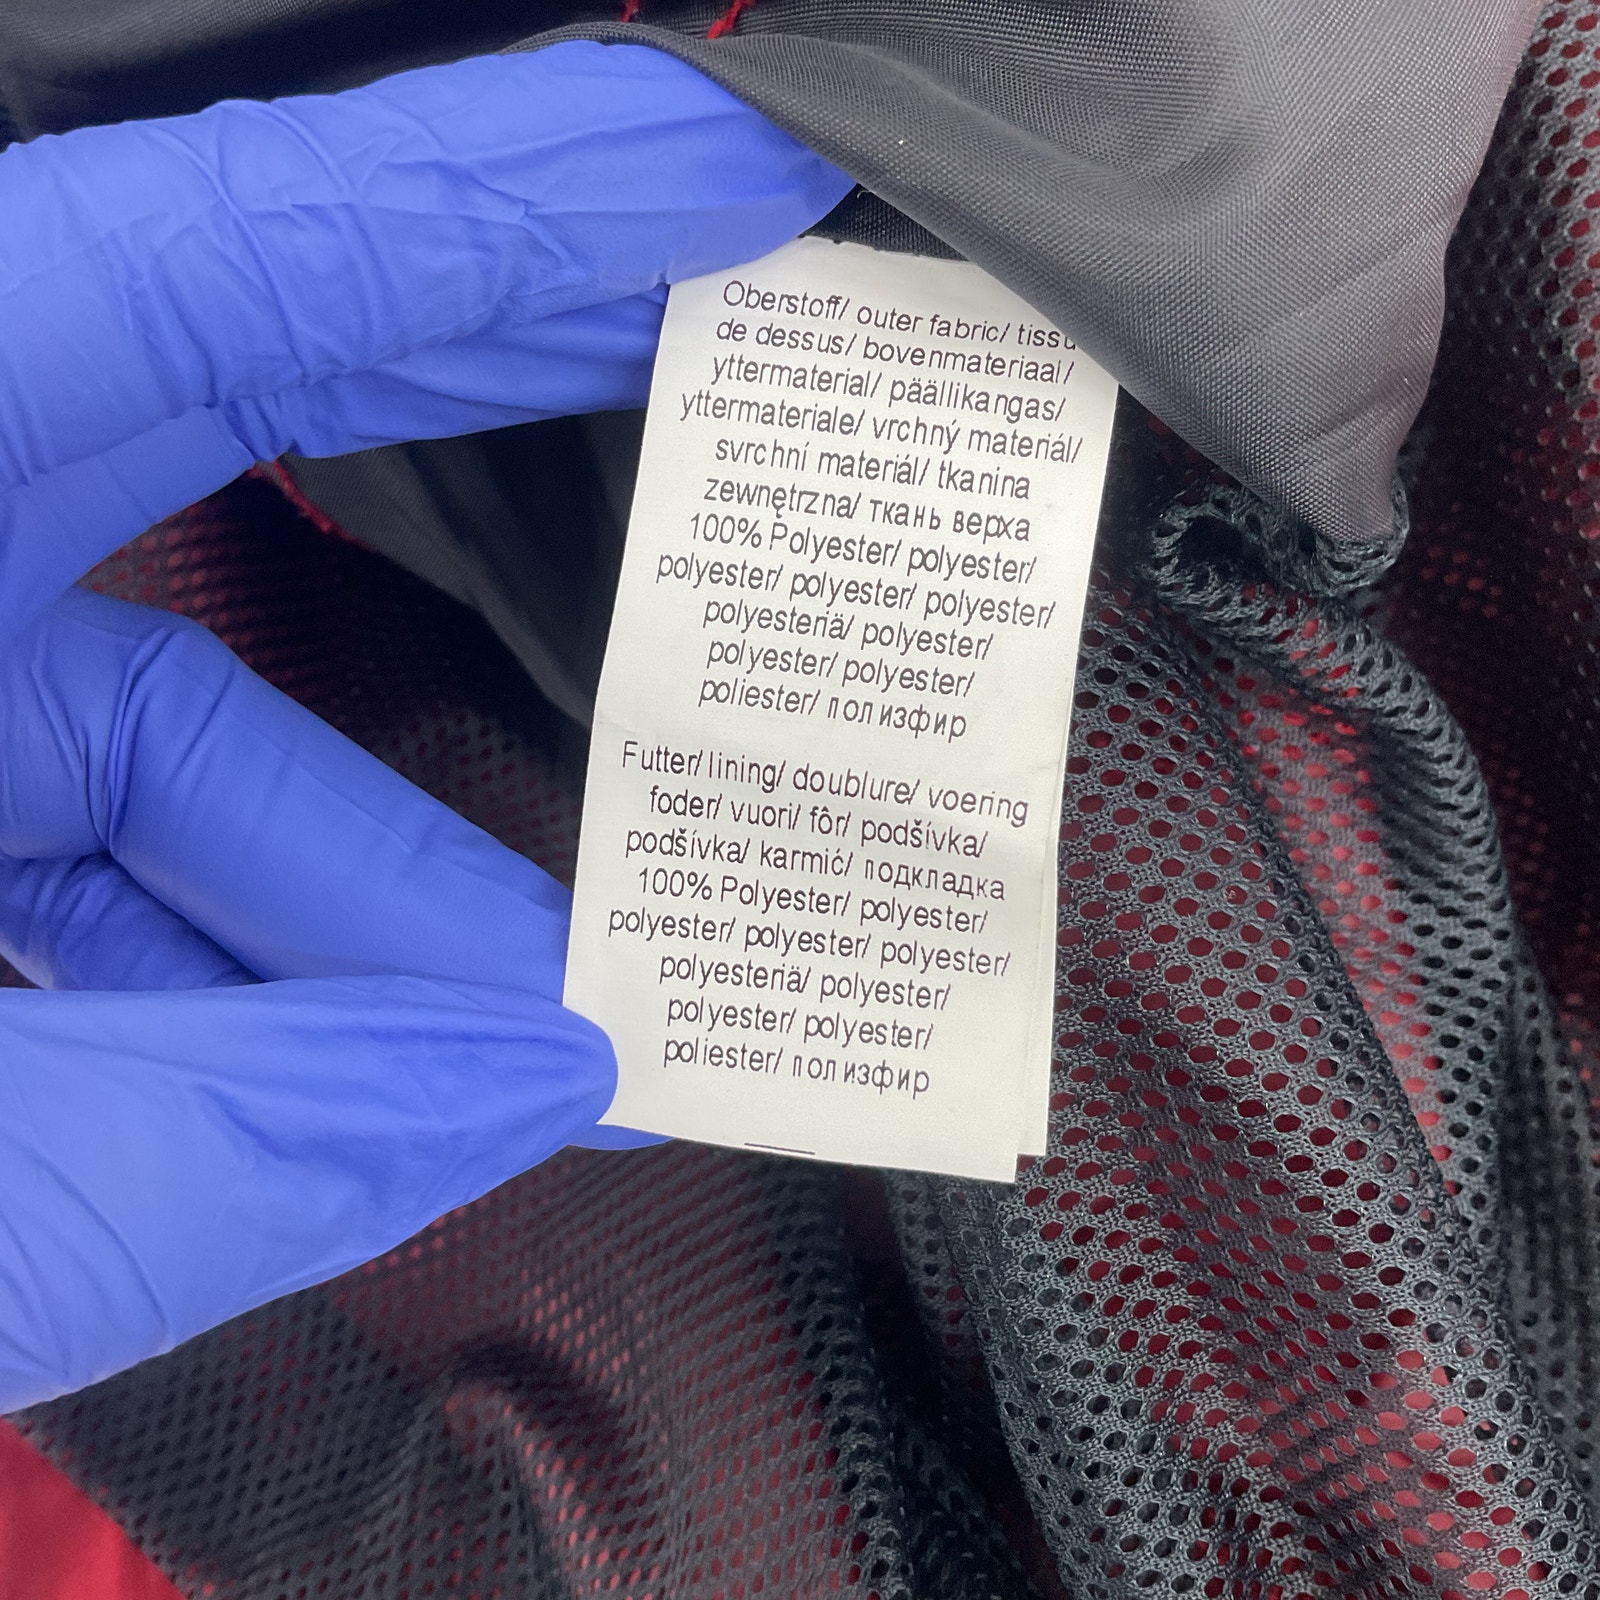 Oberstoff/ outer fabric/ tissu
de dessus/ bovenmateriaal/
yttermaterial/ päällikangas/
yttermateriale/ vrchný materiál/
svrchní materiál/ tkanina
zewnętrzna/ ткань верха
100% Polyester/ polyester/
polyester/ polyester/ polyester/
polyesteriä/ polyester/
polyester/ polyester/
poliester/ полизфир
Futter/ lining/ doublure/ voering
foder/ vuori/ fôr/ podšívka/
podšívka/ karmić/ подкладка
100% Polyester/ polyester/
polyester/ polyester/ polyester/
polyesteriä/ polyester/
polyester/ polyester/
poliester/ полизфир